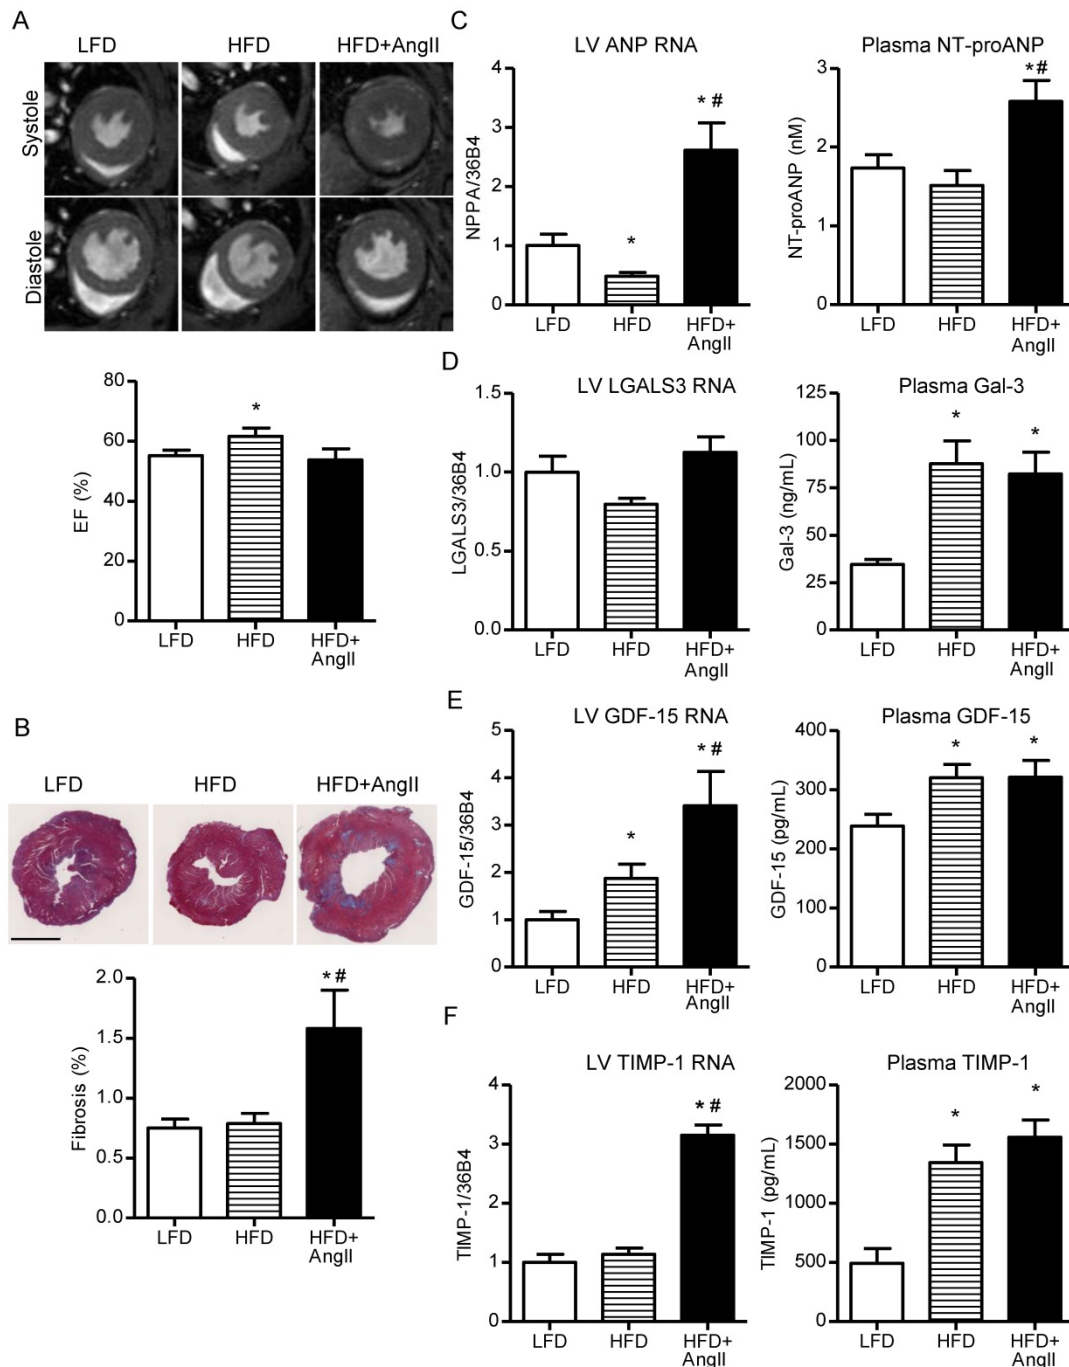 A
LFD HFD HFD+AngII
Systole
Diastole
80
60
40
20
0
EF (%)
*
LFD HFD HFD+
AngII
B
LFD HFD HFD+AngII
2.0
1.5
1.0
0.5
0.0
Fibrosis (%)
*#
LFD HFD HFD+
AngII
C
LV ANP RNA
4
3
2
1
0
NPPA/36B4
*
*#
LFD HFD HFD+
AngII
Plasma NT-proANP
3
2
1
0
NT-proANP (nM)
*#
LFD HFD HFD+
AngII
D
LV LGALS3 RNA
1.5
1.0
0.5
0.0
LGALS3/36B4
LFD HFD HFD+
AngII
Plasma Gal-3
125
100
75
50
25
0
Gal-3 (ng/mL)
* *
LFD HFD HFD+
AngII
E
LV GDF-15 RNA
5
4
3
2
1
0
GDF-15/36B4
*
*#
LFD HFD HFD+
AngII
Plasma GDF-15
400
300
200
100
0
GDF-15 (pg/mL)
* *
LFD HFD HFD+
AngII
F
LV TIMP-1 RNA
4
3
2
1
0
TIMP-1/36B4
*#
LFD HFD HFD+
AngII
Plasma TIMP-1
2000
1500
1000
500
0
TIMP-1 (pg/mL)
* *
LFD HFD HFD+
AngII